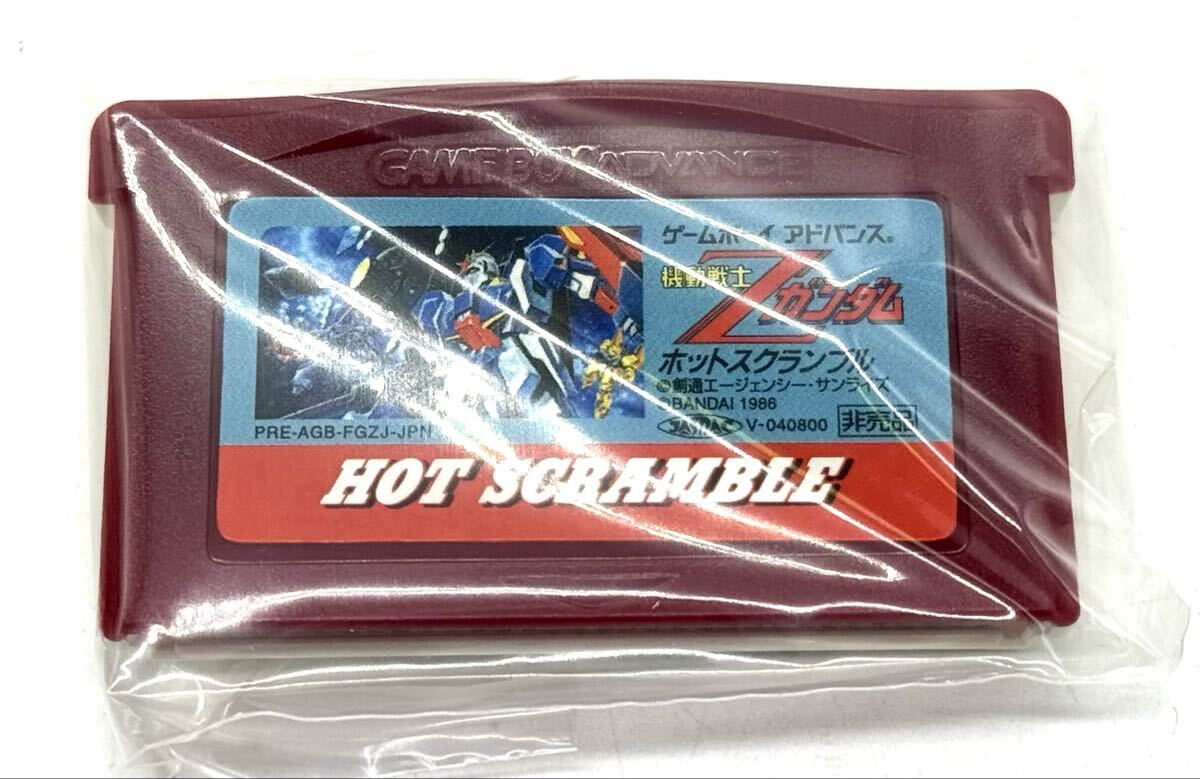 GAME BOY ADVANCE
ゲームボーイ アドバンス®
機動戦士
Ζガンダム
ホットスクランブル
©創通エージェンシー・サンライズ
©BANDAI 1986
JASRAC V-040800 非売品
PRE-AGB-FGZJ-JPN
HOT SCRAMBLE